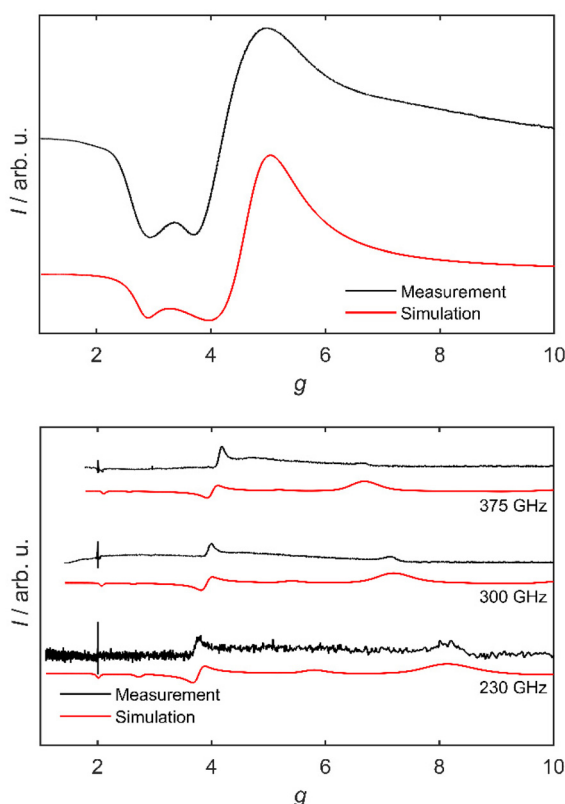 I / arb. u.
Measurement
Simulation
2 4 6 8 10
g
I / arb. u.
375 GHz
300 GHz
230 GHz
Measurement
Simulation
2 4 6 8 10
g